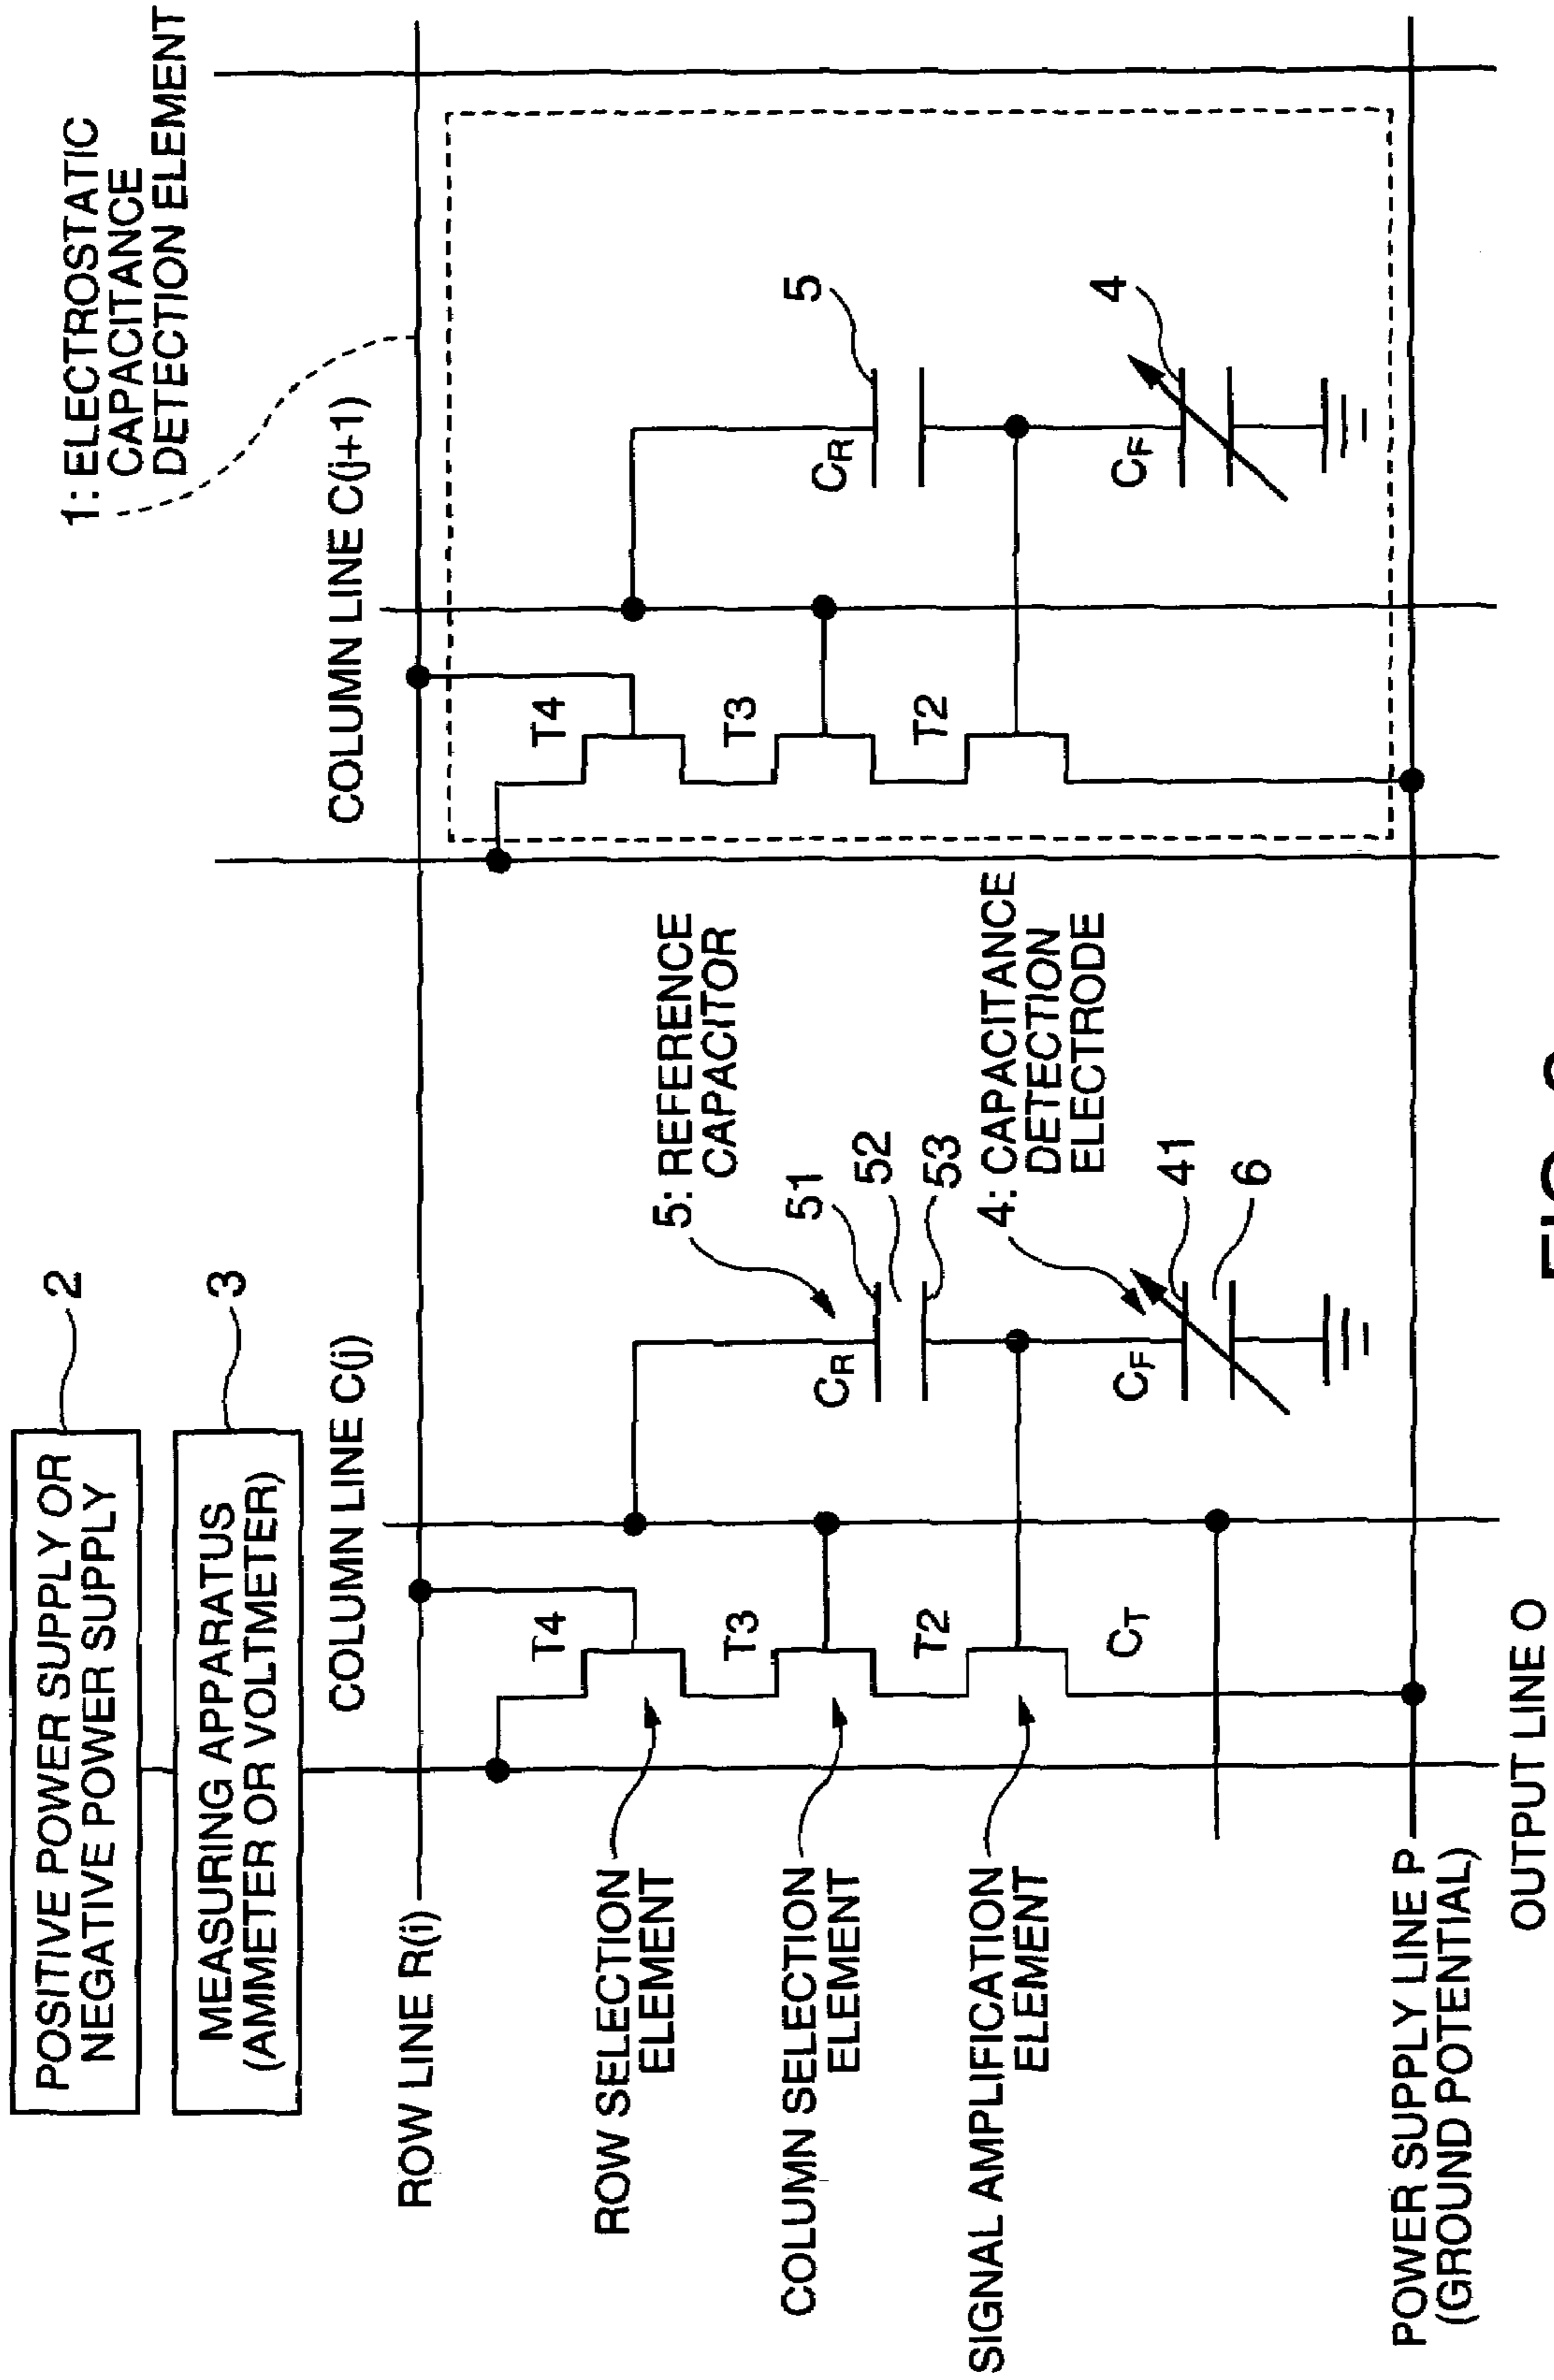 POSITIVE POWER SUPPLY OR
NEGATIVE POWER SUPPLY
2
MEASURING APPARATUS
(AMMETER OR VOLTMETER)
3
1: ELECTROSTATIC
CAPACITANCE
DETECTION ELEMENT
COLUMN LINE C(j)
COLUMN LINE C(j+1)
ROW LINE R(i)
ROW SELECTION
ELEMENT
T4
COLUMN SELECTION
ELEMENT
T3
SIGNAL AMPLIFICATION
ELEMENT
T2
CT
5: REFERENCE
CAPACITOR
51
52
53
CR
4: CAPACITANCE
DETECTION
ELECTRODE
41
6
CF
T4
T3
T2
CR
5
CF
4
POWER SUPPLY LINE P
(GROUND POTENTIAL)
OUTPUT LINE O